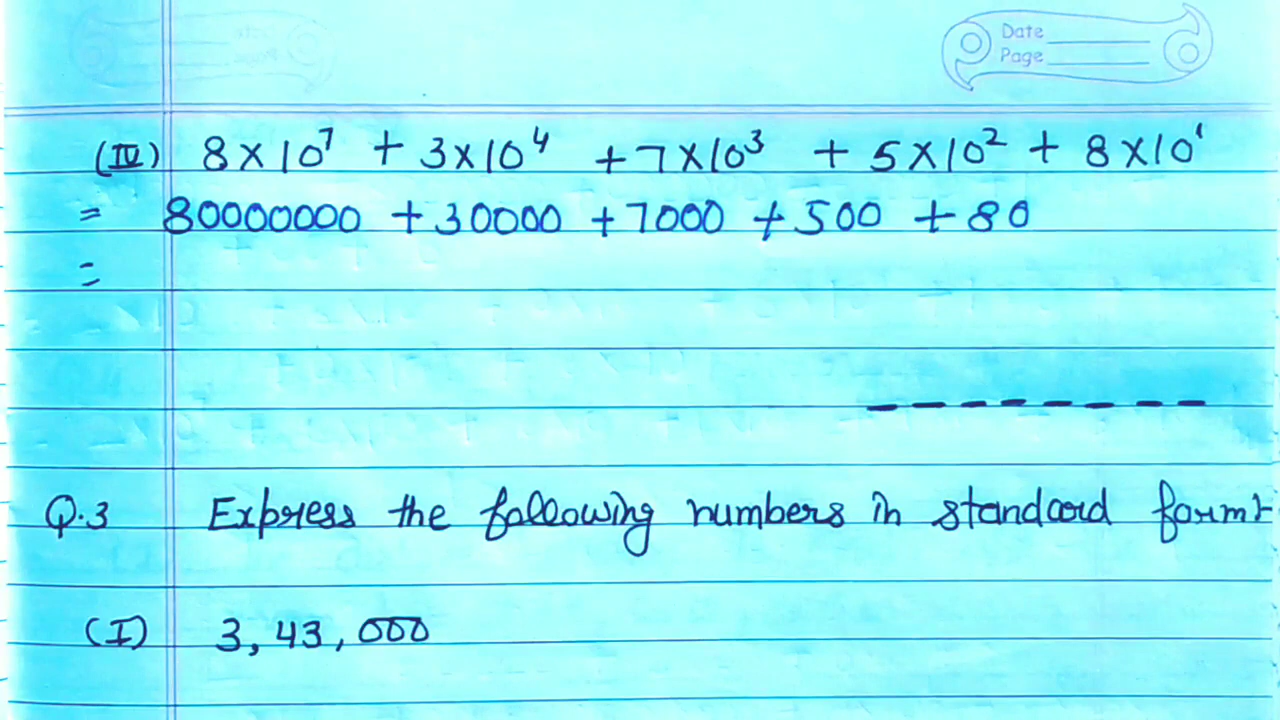 Date
Page
(IV) 8×10⁷ + 3×10⁴ +7×10³ + 5×10² + 8×10¹
= 80000000 +30000 +7000 +500 +80
=
Q.3 Express the following numbers in standard form:-
(I) 3, 43, 000